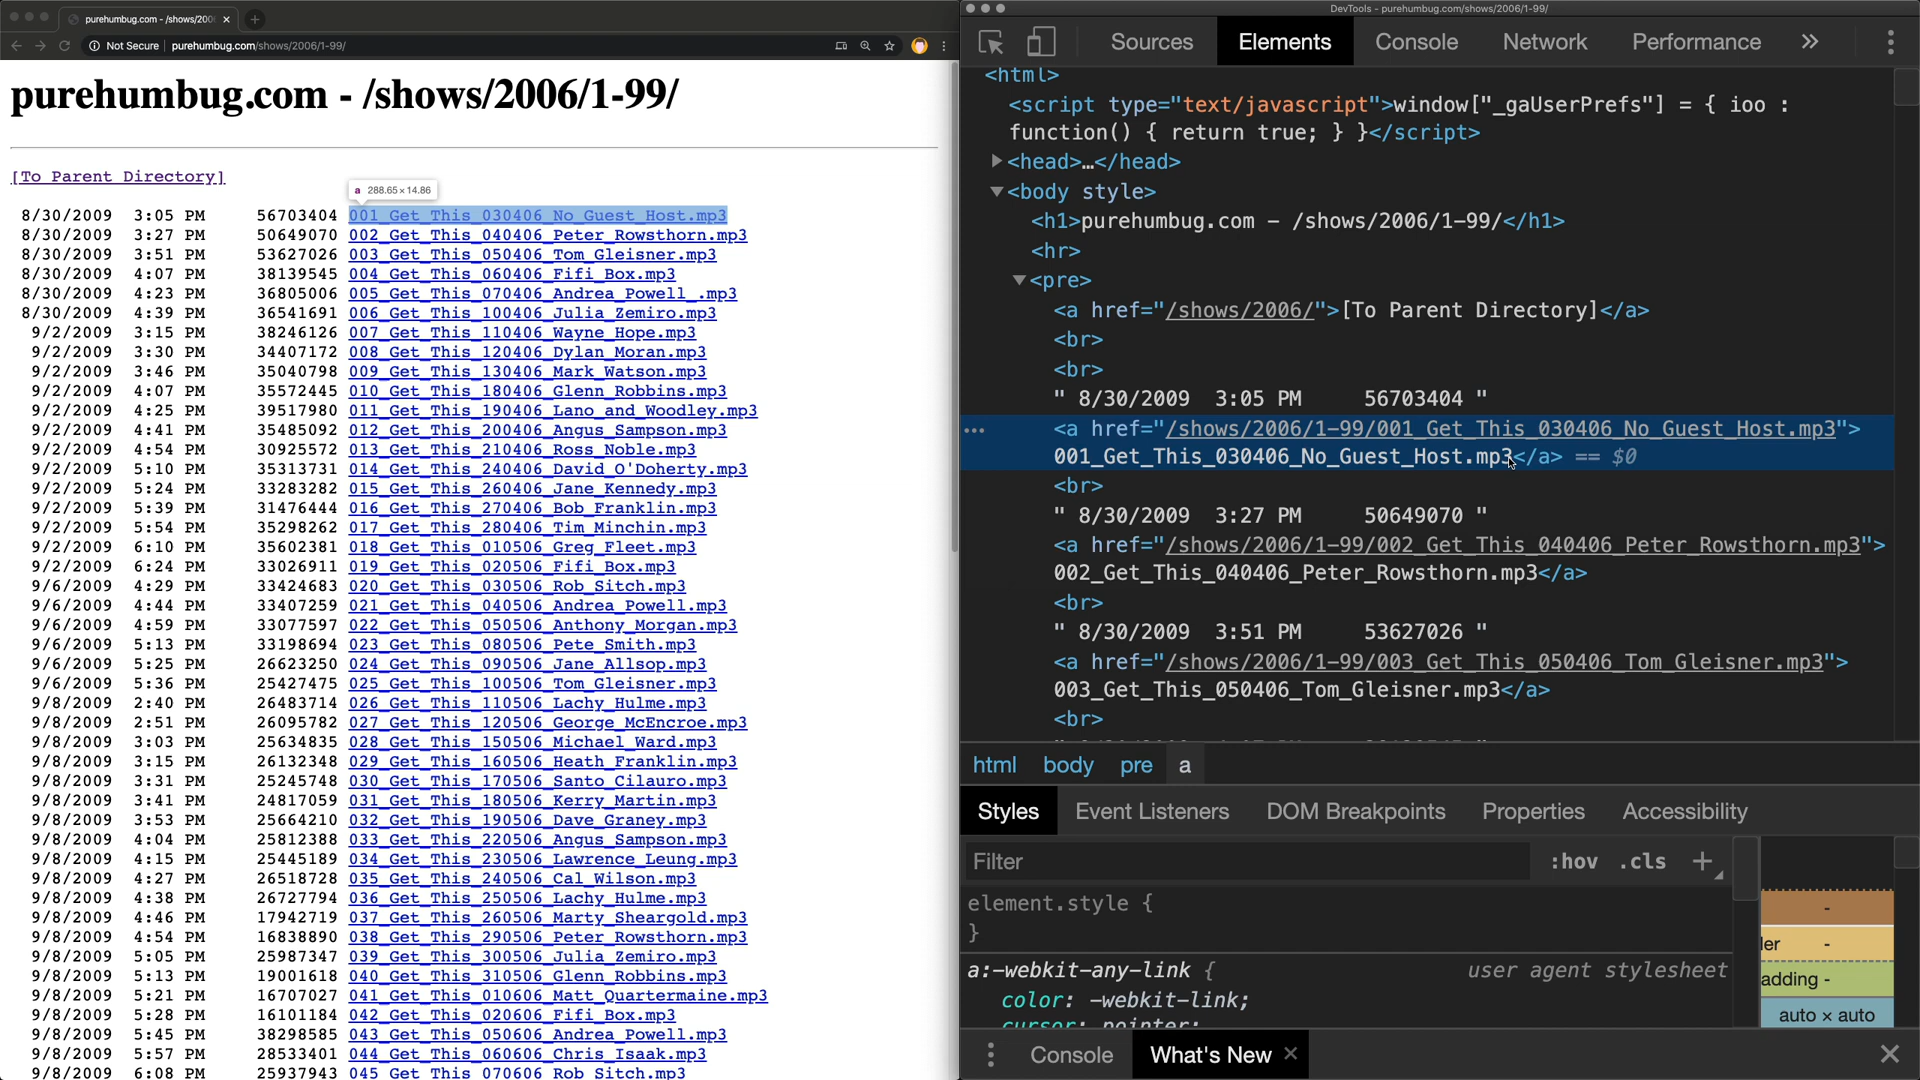 purehumbug.com - /shows/200
Not Secure | purehumbug.com/shows/2006/1-99/
purehumbug.com - /shows/2006/1-99/
[To Parent Directory]
a 288.65×14.86
8/30/2009 3:05 PM 56703404 001_Get_This_030406_No_Guest_Host.mp3
8/30/2009 3:27 PM 50649070 002_Get_This_040406_Peter_Rowsthorn.mp3
8/30/2009 3:51 PM 53627026 003_Get_This_050406_Tom_Gleisner.mp3
8/30/2009 4:07 PM 38139545 004_Get_This_060406_Fifi_Box.mp3
8/30/2009 4:23 PM 36805006 005_Get_This_070406_Andrea_Powell_.mp3
8/30/2009 4:39 PM 36541691 006_Get_This_100406_Julia_Zemiro.mp3
9/2/2009 3:15 PM 38246126 007_Get_This_110406_Wayne_Hope.mp3
9/2/2009 3:30 PM 34407172 008_Get_This_120406_Dylan_Moran.mp3
9/2/2009 3:46 PM 35040798 009_Get_This_130406_Mark_Watson.mp3
9/2/2009 4:07 PM 35572445 010_Get_This_180406_Glenn_Robbins.mp3
9/2/2009 4:25 PM 39517980 011_Get_This_190406_Lano_and_Woodley.mp3
9/2/2009 4:41 PM 35485092 012_Get_This_200406_Angus_Sampson.mp3
9/2/2009 4:54 PM 30925572 013_Get_This_210406_Ross_Noble.mp3
9/2/2009 5:10 PM 35313731 014_Get_This_240406_David_O'Doherty.mp3
9/2/2009 5:24 PM 33283282 015_Get_This_260406_Jane_Kennedy.mp3
9/2/2009 5:39 PM 31476444 016_Get_This_270406_Bob_Franklin.mp3
9/2/2009 5:54 PM 35298262 017_Get_This_280406_Tim_Minchin.mp3
9/2/2009 6:10 PM 35602381 018_Get_This_010506_Greg_Fleet.mp3
9/2/2009 6:24 PM 33026911 019_Get_This_020506_Fifi_Box.mp3
9/6/2009 4:29 PM 33424683 020_Get_This_030506_Rob_Sitch.mp3
9/6/2009 4:44 PM 33407259 021_Get_This_040506_Andrea_Powell.mp3
9/6/2009 4:59 PM 33077597 022_Get_This_050506_Anthony_Morgan.mp3
9/6/2009 5:13 PM 33198694 023_Get_This_080506_Pete_Smith.mp3
9/6/2009 5:25 PM 26623250 024_Get_This_090506_Jane_Allsop.mp3
9/6/2009 5:36 PM 25427475 025_Get_This_100506_Tom_Gleisner.mp3
9/8/2009 2:40 PM 26483714 026_Get_This_110506_Lachy_Hulme.mp3
9/8/2009 2:51 PM 26095782 027_Get_This_120506_George_McEncroe.mp3
9/8/2009 3:03 PM 25634835 028_Get_This_150506_Michael_Ward.mp3
9/8/2009 3:15 PM 26132348 029_Get_This_160506_Heath_Franklin.mp3
9/8/2009 3:31 PM 25245748 030_Get_This_170506_Santo_Cilauro.mp3
9/8/2009 3:41 PM 24817059 031_Get_This_180506_Kerry_Martin.mp3
9/8/2009 3:53 PM 25664210 032_Get_This_190506_Dave_Graney.mp3
9/8/2009 4:04 PM 25812388 033_Get_This_220506_Angus_Sampson.mp3
9/8/2009 4:15 PM 25445189 034_Get_This_230506_Lawrence_Leung.mp3
9/8/2009 4:27 PM 26518728 035_Get_This_240506_Cal_Wilson.mp3
9/8/2009 4:38 PM 26727794 036_Get_This_250506_Lachy_Hulme.mp3
9/8/2009 4:46 PM 17942719 037_Get_This_260506_Marty_Sheargold.mp3
9/8/2009 4:54 PM 16838890 038_Get_This_290506_Peter_Rowsthorn.mp3
9/8/2009 5:05 PM 25987347 039_Get_This_300506_Julia_Zemiro.mp3
9/8/2009 5:13 PM 19001618 040_Get_This_310506_Glenn_Robbins.mp3
9/8/2009 5:21 PM 16707027 041_Get_This_010606_Matt_Quartermaine.mp3
9/8/2009 5:28 PM 16101184 042_Get_This_020606_Fifi_Box.mp3
9/8/2009 5:45 PM 38298585 043_Get_This_050606_Andrea_Powell.mp3
9/8/2009 5:57 PM 28533401 044_Get_This_060606_Chris_Isaak.mp3
9/8/2009 6:08 PM 25937943 045_Get_This_070606_Rob_Sitch.mp3
DevTools - purehumbug.com/shows/2006/1-99/
Sources Elements Console Network Performance »
<html>
<script type="text/javascript">window["_gaUserPrefs"] = { ioo :
function() { return true; } }</script>
<head>…</head>
<body style>
<h1>purehumbug.com - /shows/2006/1-99/</h1>
<hr>
<pre>
<a href="/shows/2006/">[To Parent Directory]</a>
<br>
<br>
" 8/30/2009 3:05 PM 56703404 "
<a href="/shows/2006/1-99/001_Get_This_030406_No_Guest_Host.mp3">
001_Get_This_030406_No_Guest_Host.mp3</a> == $0
<br>
" 8/30/2009 3:27 PM 50649070 "
<a href="/shows/2006/1-99/002_Get_This_040406_Peter_Rowsthorn.mp3">
002_Get_This_040406_Peter_Rowsthorn.mp3</a>
<br>
" 8/30/2009 3:51 PM 53627026 "
<a href="/shows/2006/1-99/003_Get_This_050406_Tom_Gleisner.mp3">
003_Get_This_050406_Tom_Gleisner.mp3</a>
<br>
html body pre a
Styles Event Listeners DOM Breakpoints Properties Accessibility
Filter :hov .cls +
element.style {
}
a:-webkit-any-link { user agent stylesheet
color: -webkit-link;
cursor: pointer;
-
der -
adding -
auto × auto
Console What's New ×